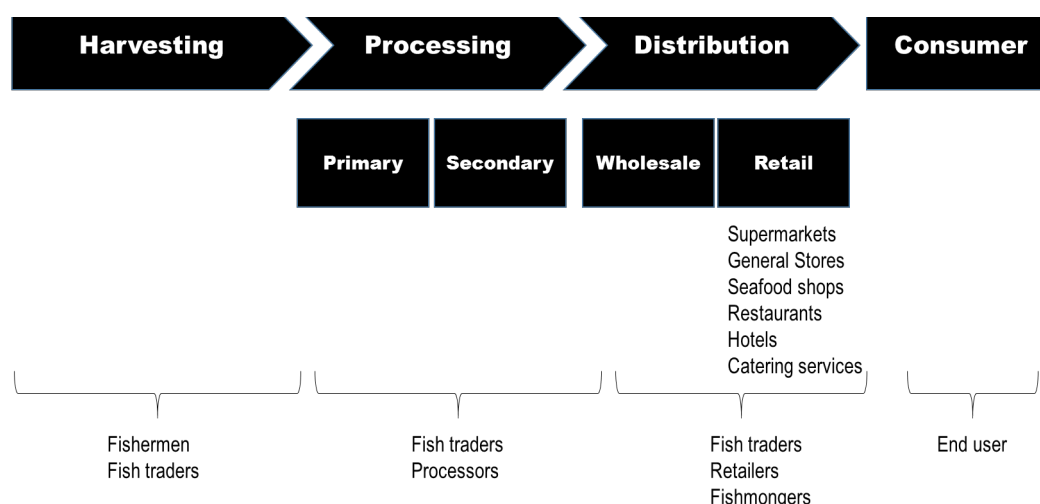 Harvesting
Processing
Distribution
Consumer
Primary
Secondary
Wholesale
Retail
Supermarkets
General Stores
Seafood shops
Restaurants
Hotels
Catering services
Fishermen
Fish traders
Fish traders
Processors
Fish traders
Retailers
Fishmongers
End user